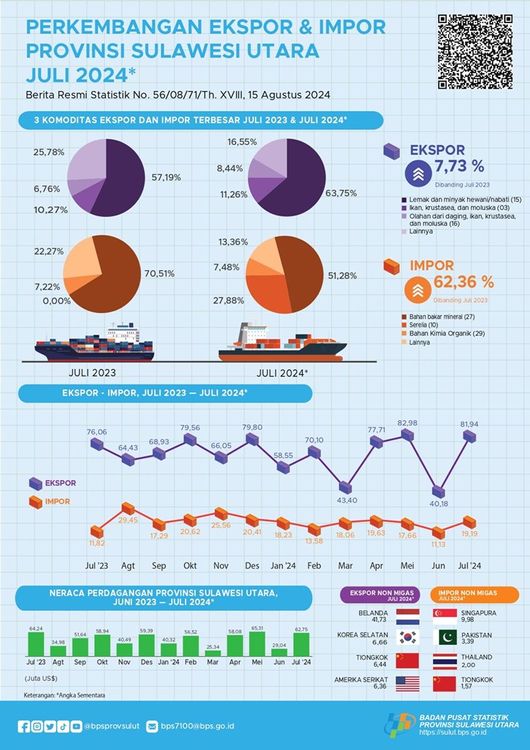 PERKEMBANGAN EKSPOR & IMPOR
PROVINSI SULAWESI UTARA
JULI 2024*
Berita Resmi Statistik No. 56/08/71/Th. XVIII, 15 Agustus 2024
3 KOMODITAS EKSPOR DAN IMPOR TERBESAR JULI 2023 & JULI 2024*
25,78%
57,19%
6,76%
10,27%
16,55%
8,44%
11,26%
63,75%
EKSPOR
7,73 %
Dibanding Juli 2023
Lemak dan minyak hewani/nabati (15)
Ikan, krustasea, dan moluska (03)
Olahan dari daging, ikan, krustasea,
dan moluska (16)
Lainnya
22,27%
70,51%
7,22%
0,00%
13,36%
7,48%
51,28%
27,88%
IMPOR
62,36 %
Dibanding Juli 2023
Bahan bakar mineral (27)
Serelia (10)
Bahan Kimia Organik (29)
Lainnya
JULI 2023
JULI 2024*
EKSPOR - IMPOR, JULI 2023 — JULI 2024*
76,06
64,43
68,93
79,56
66,05
79,80
58,55
70,10
43,40
77,71
82,98
40,18
81,94
EKSPOR
IMPOR
11,82
29,45
17,29
20,62
25,56
20,41
18,23
13,58
18,06
19,63
17,66
11,13
19,19
Jul '23 Agt Sep Okt Nov Des Jan '24 Feb Mar Apr Mei Jun Jul '24
NERACA PERDAGANGAN PROVINSI SULAWESI UTARA,
JUNI 2023 — JULI 2024*
64,24
34,98
51,64
58,94
40,49
59,39
40,32
56,52
25,34
58,08
65,31
29,04
62,75
Jul '23 Agt Sep Okt Nov Des Jan '24 Feb Mar Apr Mei Jun Jul '24
(Juta US$)
Keterangan: *Angka Sementara
EKSPOR NON MIGAS
JULI 2024*
BELANDA
41,73
KOREA SELATAN
6,66
TIONGKOK
6,44
AMERIKA SERIKAT
6,36
IMPOR NON MIGAS
JULI 2024*
SINGAPURA
9,98
PAKISTAN
3,39
THAILAND
2,00
TIONGKOK
1,57
@bpsprovsulut
bps7100@bps.go.id
BADAN PUSAT STATISTIK
PROVINSI SULAWESI UTARA
https://sulut.bps.go.id